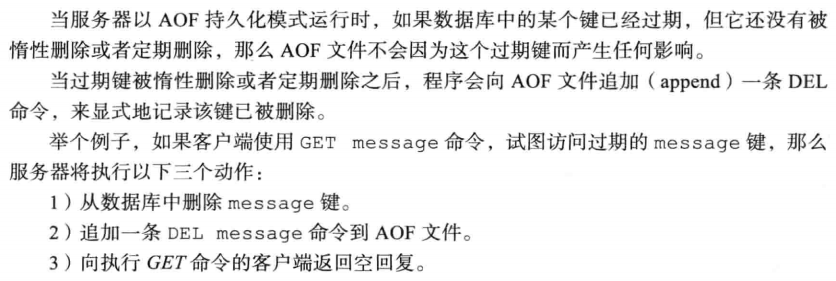 当服务器以 AOF 持久化模式运行时，如果数据库中的某个键已经过期，但它还没有被
惰性删除或者定期删除，那么 AOF 文件不会因为这个过期键而产生任何影响。
当过期键被惰性删除或者定期删除之后，程序会向 AOF 文件追加（append）一条 DEL
命令，来显式地记录该键已被删除。
举个例子，如果客户端使用 GET message 命令，试图访问过期的 message 键，那么
服务器将执行以下三个动作：
1）从数据库中删除 message 键。
2）追加一条 DEL message 命令到 AOF 文件。
3）向执行 GET 命令的客户端返回空回复。